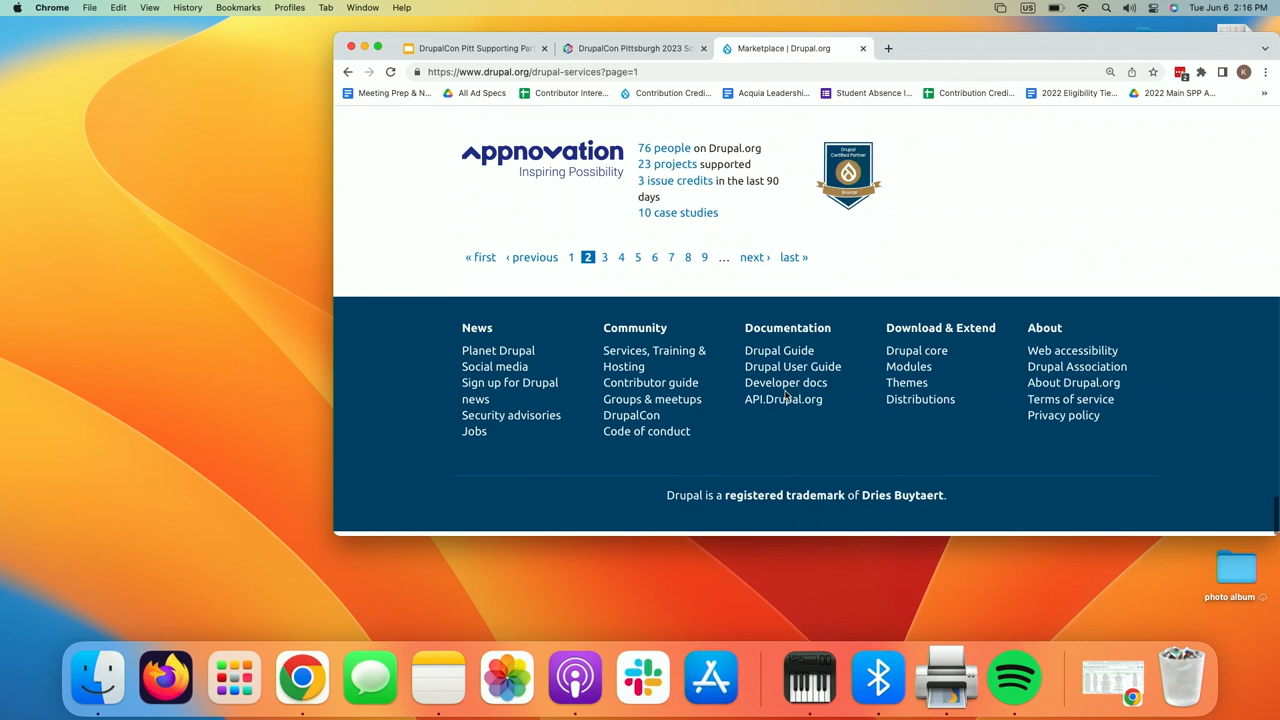 Chrome File Edit View History Bookmarks Profiles Tab Window Help US Tue Jun 6 2:16 PM
DrupalCon Pitt Supporting Par DrupalCon Pittsburgh 2023 Sc Marketplace | Drupal.org
https://www.drupal.org/drupal-services?page=1 K
Meeting Prep & N... All Ad Specs Contributor Intere... Contribution Credi... Acquia Leadershi... Student Absence I... Contribution Credi... 2022 Eligibility Tie... 2022 Main SPP A... »
Appnovation
Inspiring Possibility
76 people on Drupal.org
23 projects supported
3 issue credits in the last 90
days
10 case studies
Drupal
Certified Partner
Bronze
« first ‹ previous 1 2 3 4 5 6 7 8 9 … next › last »
News
Planet Drupal
Social media
Sign up for Drupal
news
Security advisories
Jobs
Community
Services, Training &
Hosting
Contributor guide
Groups & meetups
DrupalCon
Code of conduct
Documentation
Drupal Guide
Drupal User Guide
Developer docs
API.Drupal.org
Download & Extend
Drupal core
Modules
Themes
Distributions
About
Web accessibility
Drupal Association
About Drupal.org
Terms of service
Privacy policy
Drupal is a registered trademark of Dries Buytaert.
photo album